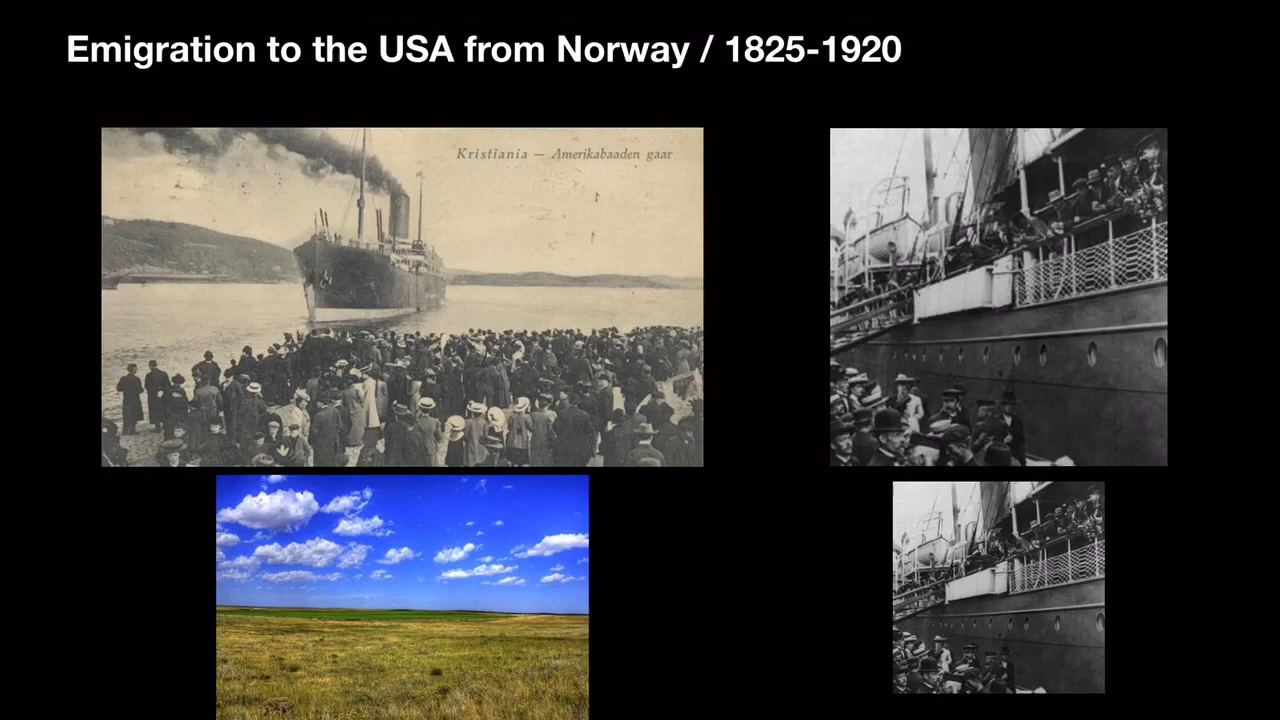 Emigration to the USA from Norway / 1825-1920
Kristiania — Amerikabaaden gaar